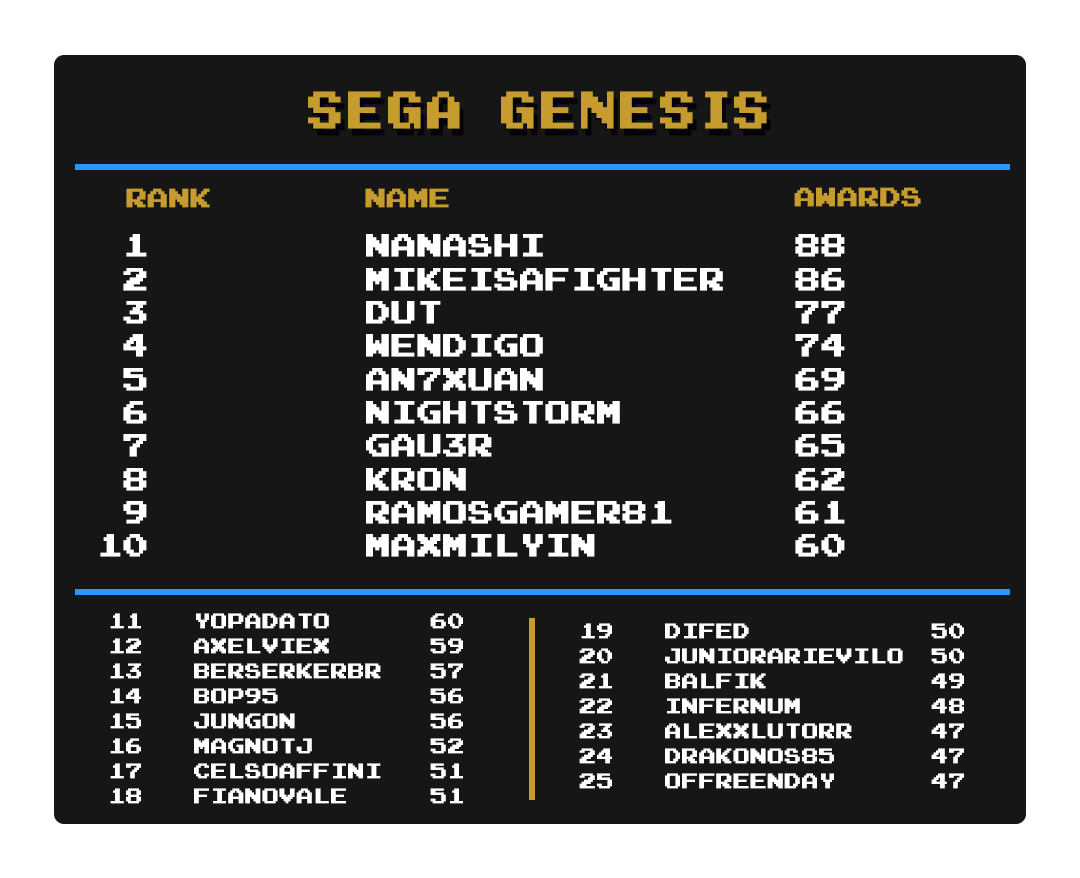 SEGA GENESIS
RANK NAME AWARDS
1 NANASHI 88
2 MIKEISAFIGHTER 86
3 DUT 77
4 WENDIGO 74
5 AN7XUAN 69
6 NIGHTSTORM 66
7 GAU3R 65
8 KRON 62
9 RAMOSGAMER81 61
10 MAXMILYIN 60
11 YOPADATO 60
12 AXELVIEX 59
13 BERSERKERBR 57
14 BOP95 56
15 JUNGON 56
16 MAGNOTJ 52
17 CELSOAFFINI 51
18 FIANOVALE 51
19 DIFED 50
20 JUNIORARIEVILO 50
21 BALFIK 49
22 INFERNUM 48
23 ALEXXLUTORR 47
24 DRAKONOS85 47
25 OFFREENDAY 47